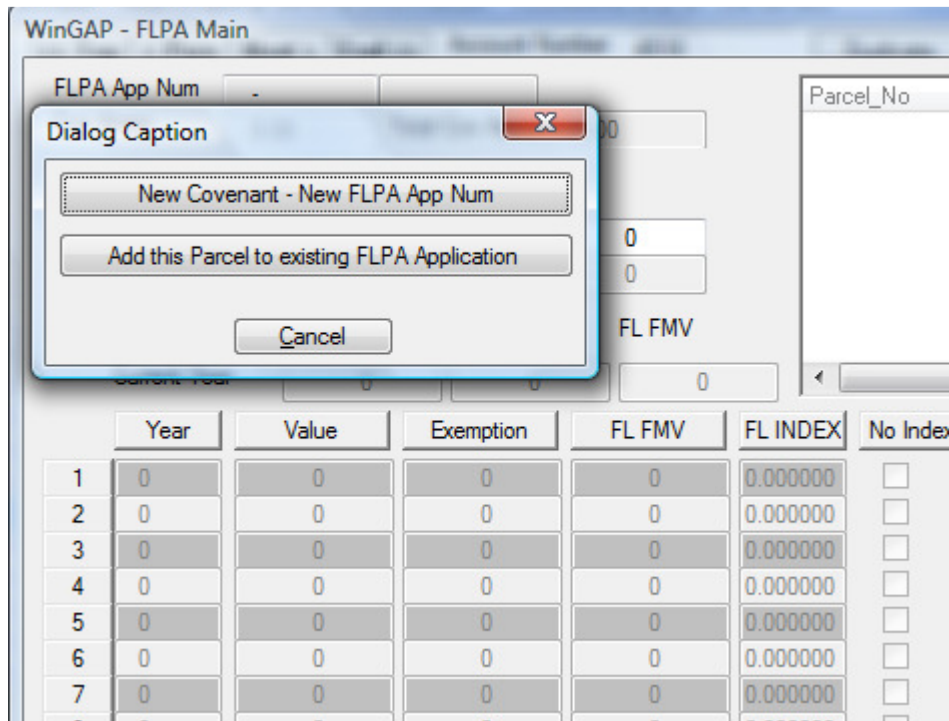 WinGAP - FLPA Main
FLPA App Num - Parcel_No
Dialog Caption
New Covenant - New FLPA App Num
0
Add this Parcel to existing FLPA Application
0
Cancel
FL FMV
0 0 0
Year Value Exemption FL FMV FL INDEX No Index
1 0 0 0 0 0.000000
2 0 0 0 0 0.000000
3 0 0 0 0 0.000000
4 0 0 0 0 0.000000
5 0 0 0 0 0.000000
6 0 0 0 0 0.000000
7 0 0 0 0 0.000000